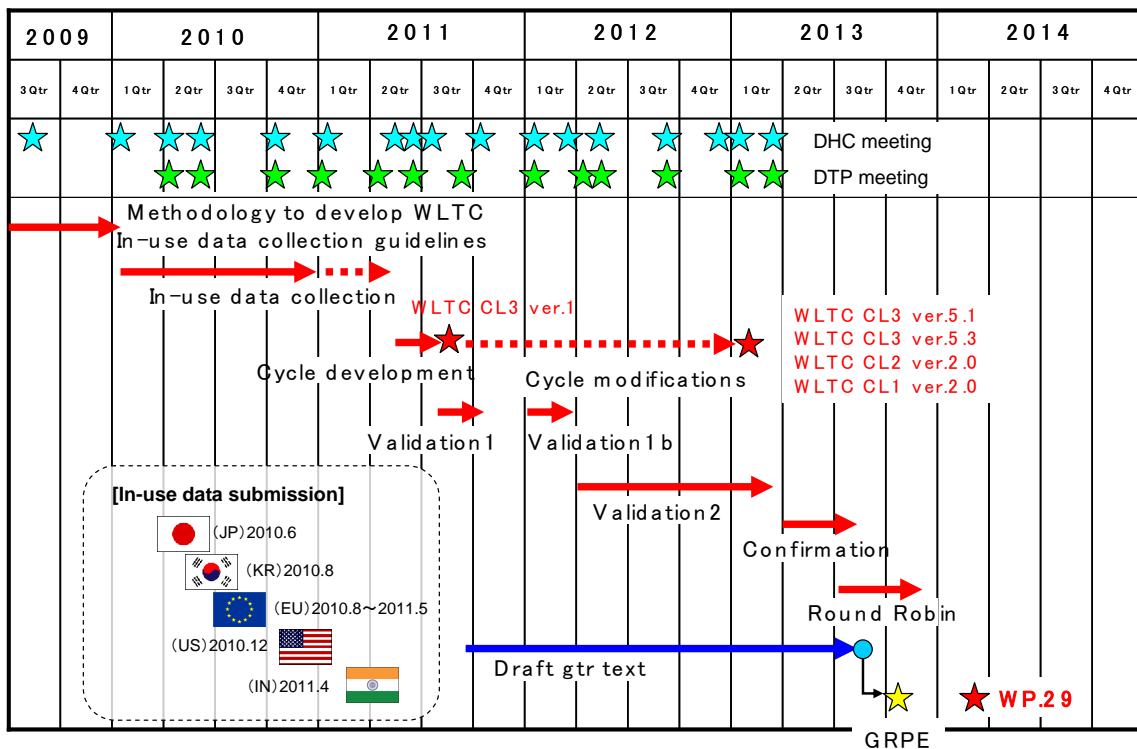 2009 2010 2011 2012 2013 2014
3Qtr 4Qtr 1Qtr 2Qtr 3Qtr 4Qtr 1Qtr 2Qtr 3Qtr 4Qtr 1Qtr 2Qtr 3Qtr 4Qtr 1Qtr 2Qtr 3Qtr 4Qtr 1Qtr 2Qtr 3Qtr 4Qtr
DHC meeting
DTP meeting
Methodology to develop WLTC
In-use data collection guidelines
In-use data collection
WLTC CL3 ver.1
WLTC CL3 ver.5.1
WLTC CL3 ver.5.3
WLTC CL2 ver.2.0
WLTC CL1 ver.2.0
Cycle development
Cycle modifications
Validation1
Validation1b
[In-use data submission]
Validation2
(JP)2010.6
Confirmation
(KR)2010.8
(EU)2010.8～2011.5
Round Robin
(US)2010.12
Draft gtr text
(IN)2011.4
WP.29
GRPE